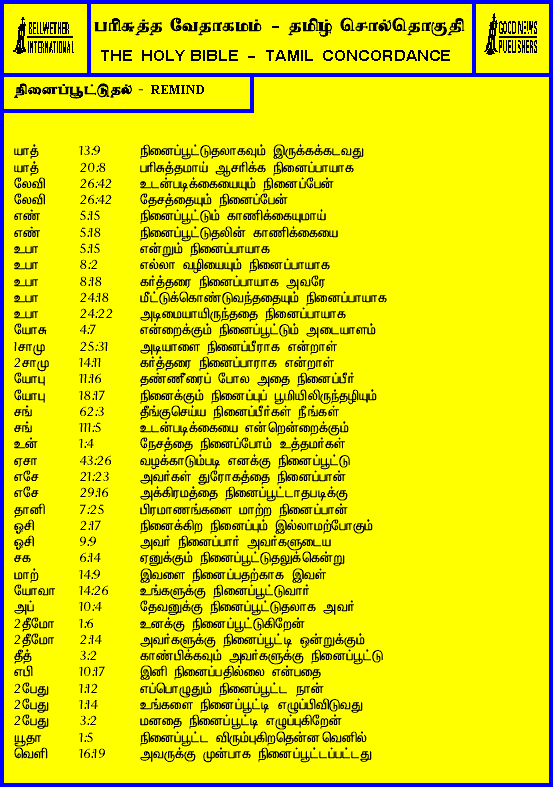 BELLWETHER INTERNATIONAL
பரிசுத்த வேதாகமம் - தமிழ் சொல்தொகுதி
THE HOLY BIBLE - TAMIL CONCORDANCE
GOOD NEWS PUBLISHERS
நினைப்பூட்டுதல் - REMIND
யாத் 13:9 நினைப்பூட்டுதலாகவும் இருக்கக்கடவது
யாத் 20:8 பரிசுத்தமாய் ஆசரிக்க நினைப்பாயாக
லேவி 26:42 உடன்படிக்கையையும் நினைப்பேன்
லேவி 26:42 தேசத்தையும் நினைப்பேன்
எண் 5:15 நினைப்பூட்டும் காணிக்கையுமாய்
எண் 5:18 நினைப்பூட்டுதலின் காணிக்கையை
உபா 5:15 என்றும் நினைப்பாயாக
உபா 8:2 எல்லா வழியையும் நினைப்பாயாக
உபா 8:18 கர்த்தரை நினைப்பாயாக அவரே
உபா 24:18 மீட்டுக்கொண்டுவந்ததையும் நினைப்பாயாக
உபா 24:22 அடிமையாயிருந்ததை நினைப்பாயாக
யோசு 4:7 என்றைக்கும் நினைப்பூட்டும் அடையாளம்
1சாமு 25:31 அடியாளை நினைப்பீராக என்றாள்
2சாமு 14:11 கர்த்தரை நினைப்பாராக என்றாள்
யோபு 11:16 தண்ணீரைப் போல அதை நினைப்பீர்
யோபு 18:17 நினைக்கும் நினைப்புப் பூமியிலிருந்தழியும்
சங் 62:3 தீங்குசெய்ய நினைப்பீர்கள் நீங்கள்
சங் 111:5 உடன்படிக்கையை என்றென்றைக்கும்
உன் 1:4 நேசத்தை நினைப்போம் உத்தமர்கள்
ஏசா 43:26 வழக்காடும்படி எனக்கு நினைப்பூட்டு
எசே 21:23 அவர்கள் துரோகத்தை நினைப்பான்
எசே 29:16 அக்கிரமத்தை நினைப்பூட்டாதபடிக்கு
தானி 7:25 பிரமாணங்களை மாற்ற நினைப்பான்
ஓசி 2:17 நினைக்கிற நினைப்பும் இல்லாமற்போகும்
ஓசி 9:9 அவர் நினைப்பார் அவர்களுடைய
சக 6:14 ஏனுக்கும் நினைப்பூட்டுதலுக்கென்று
மாற் 14:9 இவளை நினைப்பதற்காக இவள்
யோவா 14:26 உங்களுக்கு நினைப்பூட்டுவார்
அப் 10:4 தேவனுக்கு நினைப்பூட்டுதலாக அவர்
2தீமோ 1:6 உனக்கு நினைப்பூட்டுகிறேன்
2தீமோ 2:14 அவர்களுக்கு நினைப்பூட்டி ஒன்றுக்கும்
தீத் 3:2 காண்பிக்கவும் அவர்களுக்கு நினைப்பூட்டு
எபி 10:17 இனி நினைப்பதில்லை என்பதை
2பேது 1:12 எப்பொழுதும் நினைப்பூட்ட நான்
2பேது 1:14 உங்களை நினைப்பூட்டி எழுப்பிவிடுவது
2பேது 3:2 மனதை நினைப்பூட்டி எழுப்புகிறேன்
யூதா 1:5 நினைப்பூட்ட விரும்புகிறதென்னவெனில்
வெளி 16:19 அவருக்கு முன்பாக நினைப்பூட்டப்பட்டது